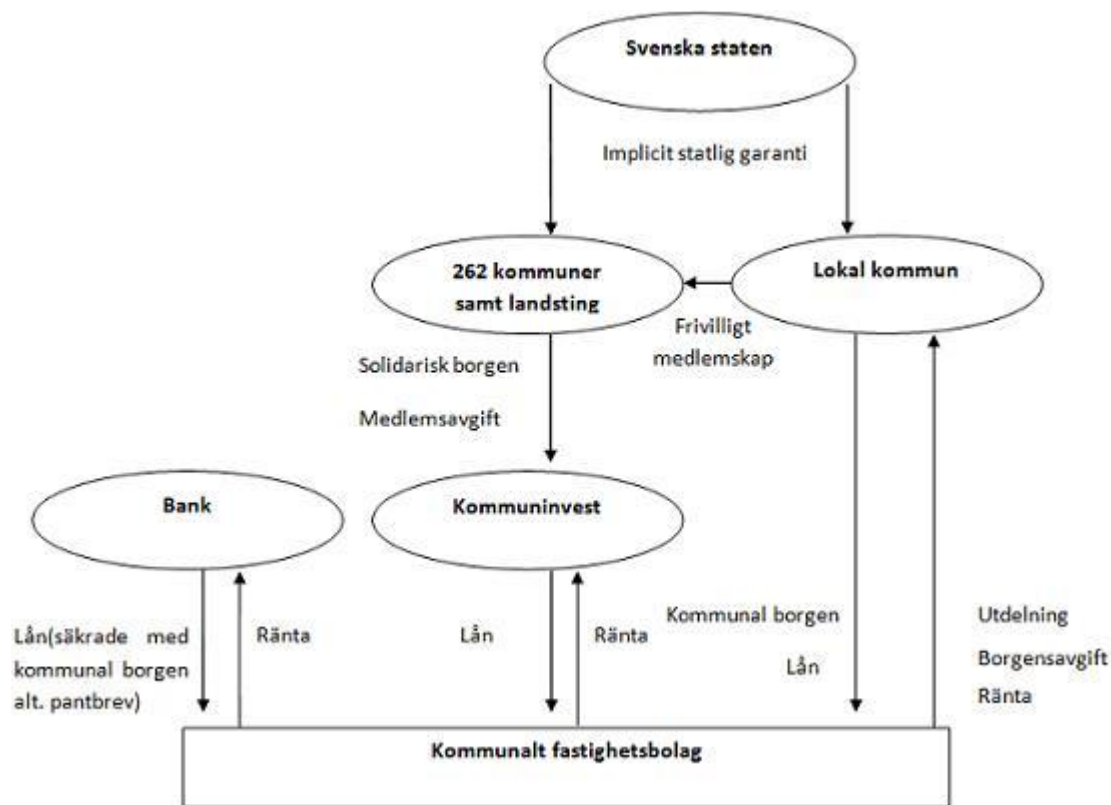 Svenska staten
Implicit statlig garanti
262 kommuner
samt landsting
Lokal kommun
Frivilligt
medlemskap
Solidarisk borgen
Medlemsavgift
Bank
Kommuninvest
Lån(säkrade med
kommunal borgen
alt. pantbrev)
Ränta
Lån
Ränta
Kommunal borgen
Lån
Utdelning
Borgensavgift
Ränta
Kommunalt fastighetsbolag